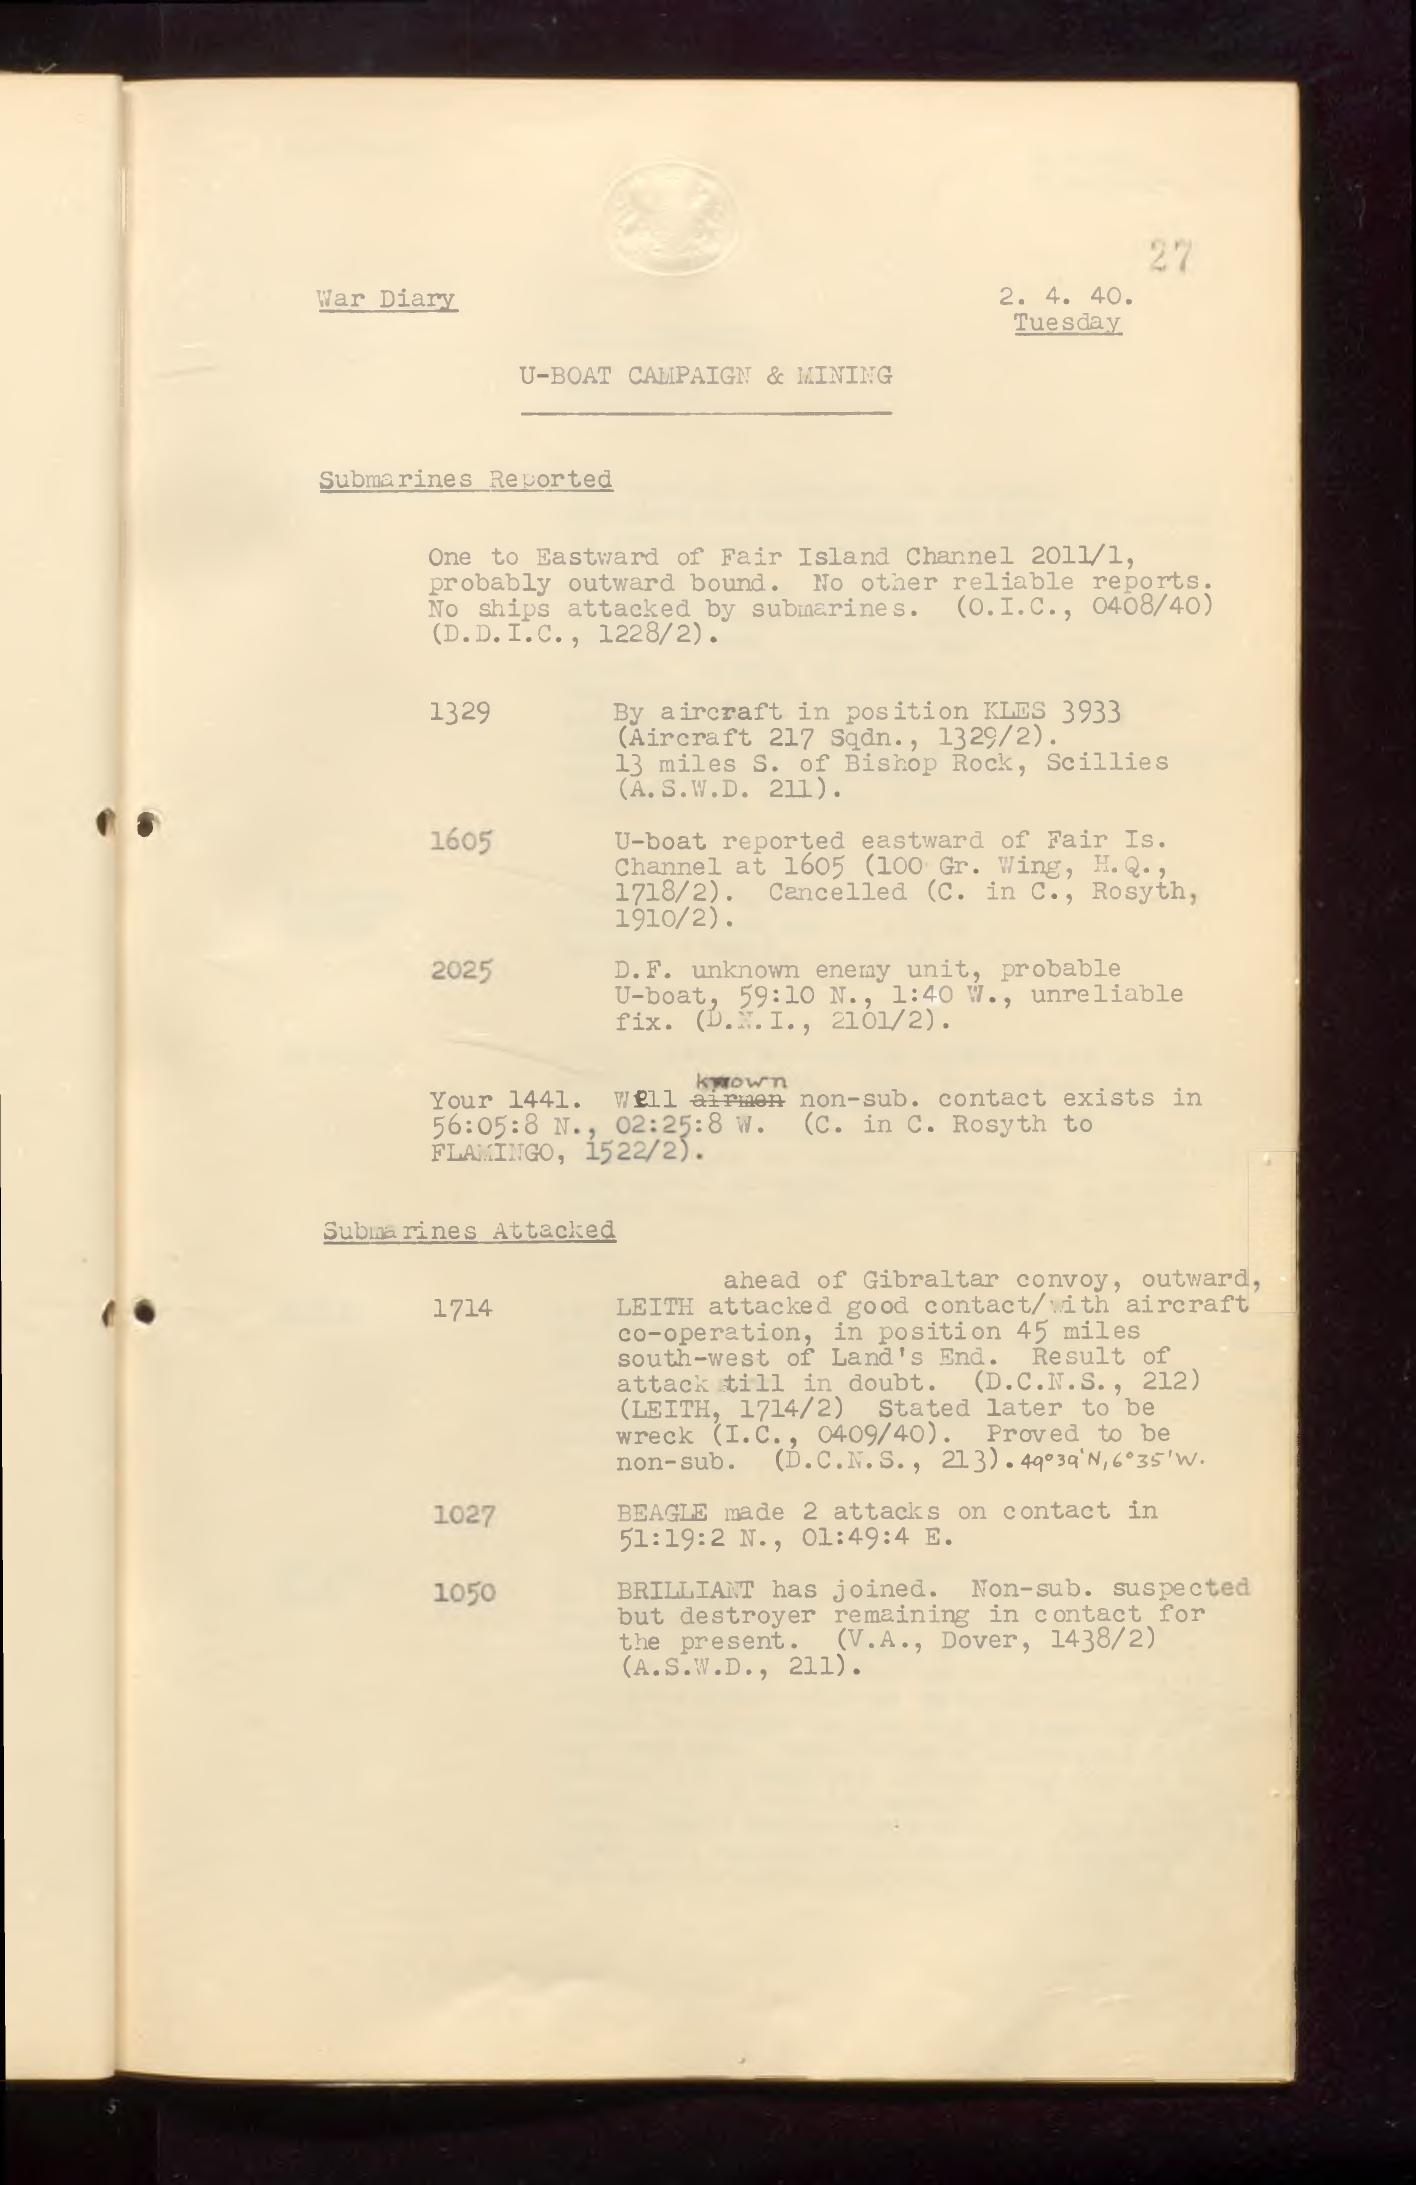 27
War Diary
2. 4. 40.
Tuesday
U-BOAT CAMPAIGN & MINING
Submarines Reported
One to Eastward of Fair Island Channel 2011/1,
probably outward bound. No other reliable reports.
No ships attacked by submarines. (O.I.C., 0408/40)
(D.D.I.C., 1228/2).
1329 By aircraft in position KLES 3933
(Aircraft 217 Sqdn., 1329/2).
13 miles S. of Bishop Rock, Scillies
(A.S.W.D. 211).
1605 U-boat reported eastward of Fair Is.
Channel at 1605 (100 Gr. Wing, H.Q.,
1718/2). Cancelled (C. in C., Rosyth,
1910/2).
2025 D.F. unknown enemy unit, probable
U-boat, 59:10 N., 1:40 W., unreliable
fix. (D.N.I., 2101/2).
known
Your 1441. Well airmen non-sub. contact exists in
56:05:8 N., 02:25:8 W. (C. in C. Rosyth to
FLAMINGO, 1522/2).
Submarines Attacked
ahead of Gibraltar convoy, outward,
1714 LEITH attacked good contact/with aircraft
co-operation, in position 45 miles
south-west of Land's End. Result of
attack still in doubt. (D.C.N.S., 212)
(LEITH, 1714/2) Stated later to be
wreck (I.C., 0409/40). Proved to be
non-sub. (D.C.N.S., 213). 49°39'N, 6°35'W.
1027 BEAGLE made 2 attacks on contact in
51:19:2 N., 01:49:4 E.
1050 BRILLIANT has joined. Non-sub. suspected
but destroyer remaining in contact for
the present. (V.A., Dover, 1438/2)
(A.S.W.D., 211).